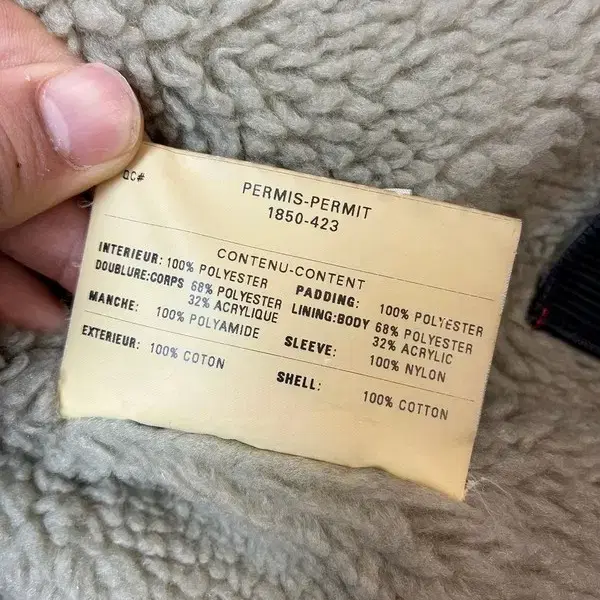 QC#
PERMIS-PERMIT
1850-423
CONTENU-CONTENT
INTERIEUR: 100% POLYESTER
DOUBLURE:CORPS 68% POLYESTER
32% ACRYLIQUE
MANCHE: 100% POLYAMIDE
EXTERIEUR: 100% COTON
PADDING: 100% POLYESTER
LINING:BODY 68% POLYESTER
32% ACRYLIC
SLEEVE: 100% NYLON
SHELL: 100% COTTON